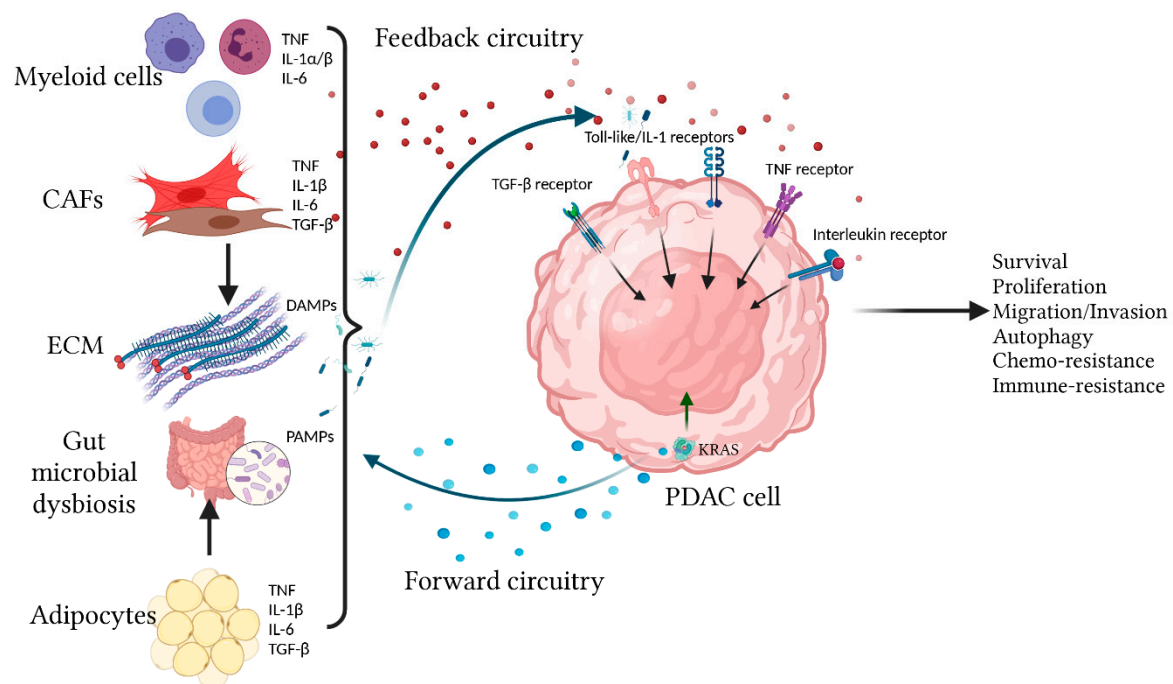 Myeloid cells
TNF
IL-1α/β
IL-6
CAFs
TNF
IL-1β
IL-6
TGF-β
ECM
DAMPs
Gut
microbial
dysbiosis
PAMPs
Adipocytes
TNF
IL-1β
IL-6
TGF-β
Feedback circuitry
Toll-like/IL-1 receptors
TGF-β receptor
TNF receptor
Interleukin receptor
KRAS
PDAC cell
Forward circuitry
Survival
Proliferation
Migration/Invasion
Autophagy
Chemo-resistance
Immune-resistance